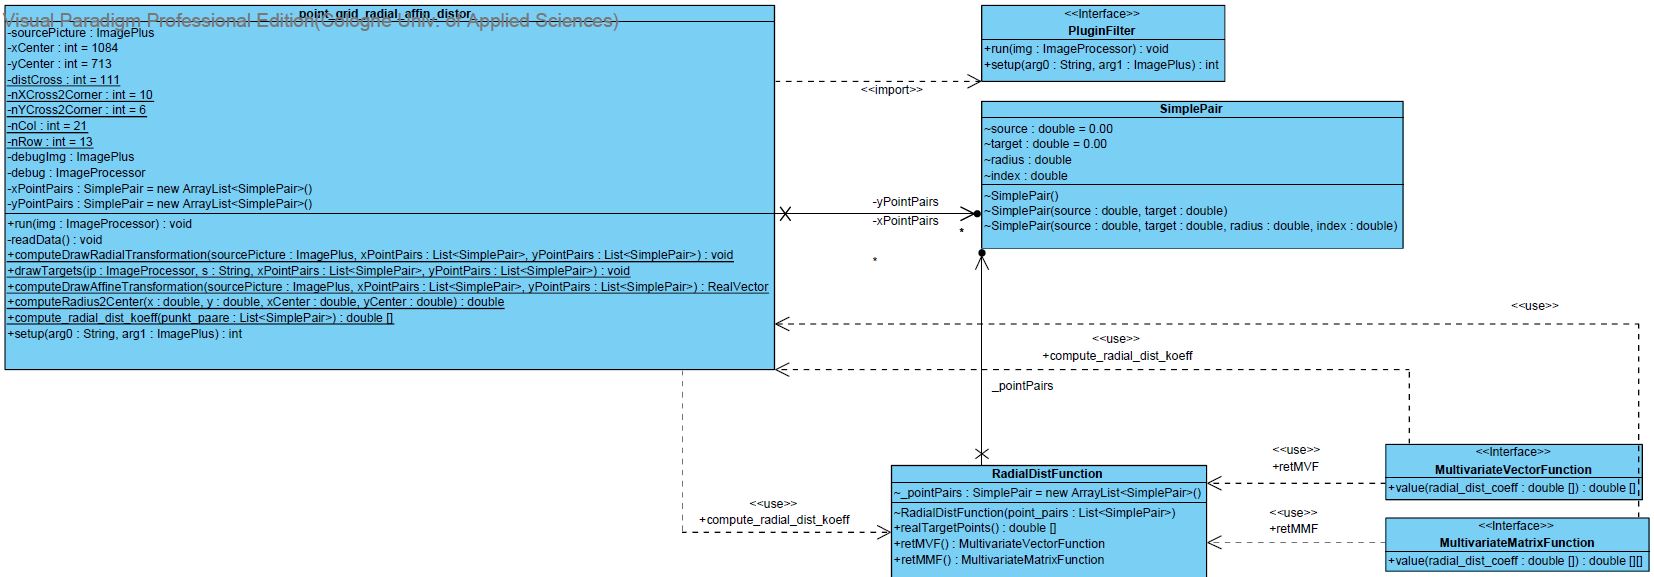 point_grid_radial_affin_distor
Visual Paradigm Professional Edition(Cologne Univ. of Applied Sciences)
-sourcePicture : ImagePlus
-xCenter : int = 1084
-yCenter : int = 713
-distCross : int = 111
-nXCross2Corner : int = 10
-nYCross2Corner : int = 6
-nCol : int = 21
-nRow : int = 13
-debugImg : ImagePlus
-debug : ImageProcessor
-xPointPairs : SimplePair = new ArrayList<SimplePair>()
-yPointPairs : SimplePair = new ArrayList<SimplePair>()
+run(img : ImageProcessor) : void
-readData() : void
+computeDrawRadialTransformation(sourcePicture : ImagePlus, xPointPairs : List<SimplePair>, yPointPairs : List<SimplePair>) : void
+drawTargets(ip : ImageProcessor, s : String, xPointPairs : List<SimplePair>, yPointPairs : List<SimplePair>) : void
+computeDrawAffineTransformation(sourcePicture : ImagePlus, xPointPairs : List<SimplePair>, yPointPairs : List<SimplePair>) : RealVector
+computeRadius2Center(x : double, y : double, xCenter : double, yCenter : double) : double
+compute_radial_dist_koeff(punkt_paare : List<SimplePair>) : double []
+setup(arg0 : String, arg1 : ImagePlus) : int
<<Interface>>
PluginFilter
+run(img : ImageProcessor) : void
+setup(arg0 : String, arg1 : ImagePlus) : int
<<import>>
SimplePair
~source : double = 0.00
~target : double = 0.00
~radius : double
~index : double
~SimplePair()
~SimplePair(source : double, target : double)
~SimplePair(source : double, target : double, radius : double, index : double)
-yPointPairs
-xPointPairs
*
*
<<use>>
<<use>>
+compute_radial_dist_koeff
_pointPairs
<<use>>
+compute_radial_dist_koeff
RadialDistFunction
~_pointPairs : SimplePair = new ArrayList<SimplePair>()
~RadialDistFunction(point_pairs : List<SimplePair>)
+realTargetPoints() : double []
+retMVF() : MultivariateVectorFunction
+retMMF() : MultivariateMatrixFunction
<<use>>
+retMVF
<<use>>
+retMMF
<<Interface>>
MultivariateVectorFunction
+value(radial_dist_coeff : double []) : double []
<<Interface>>
MultivariateMatrixFunction
+value(radial_dist_coeff : double []) : double [][]